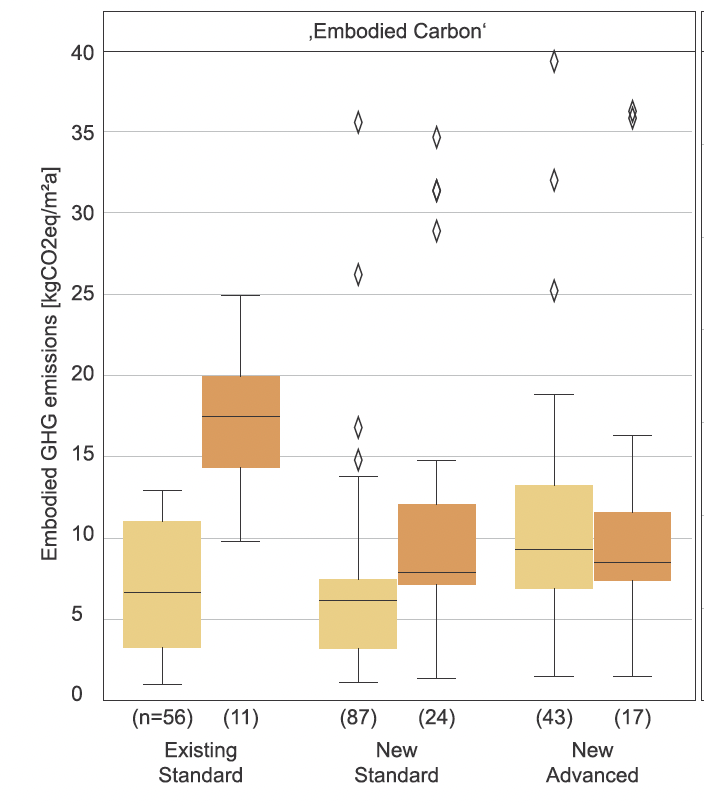 ‚Embodied Carbon‘
Embodied GHG emissions [kgCO2eq/m²a]
40
35
30
25
20
15
10
5
0
(n=56) (11) (87) (24) (43) (17)
Existing Standard
New Standard
New Advanced